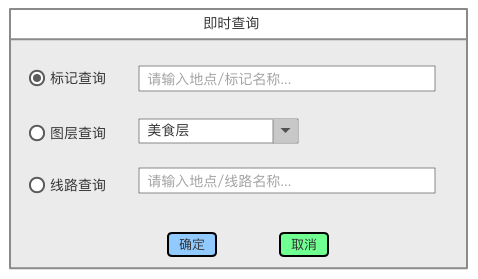 即时查询
标记查询 请输入地点/标记名称...
图层查询 美食层
线路查询 请输入地点/线路名称...
确定 取消